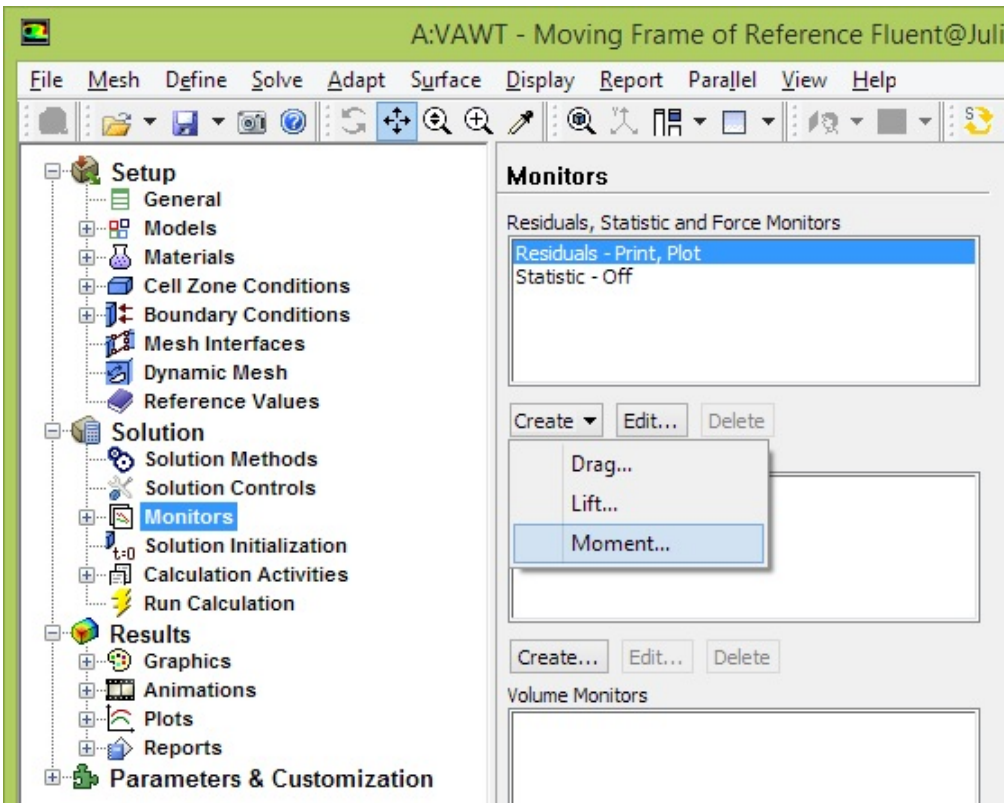 A:VAWT - Moving Frame of Reference Fluent@Juli
File Mesh Define Solve Adapt Surface Display Report Parallel View Help
Setup
General
Models
Materials
Cell Zone Conditions
Boundary Conditions
Mesh Interfaces
Dynamic Mesh
Reference Values
Solution
Solution Methods
Solution Controls
Monitors
t=0 Solution Initialization
Calculation Activities
Run Calculation
Results
Graphics
Animations
Plots
Reports
Parameters & Customization
Monitors
Residuals, Statistic and Force Monitors
Residuals - Print, Plot
Statistic - Off
Create Edit... Delete
Drag...
Lift...
Moment...
Create... Edit... Delete
Volume Monitors